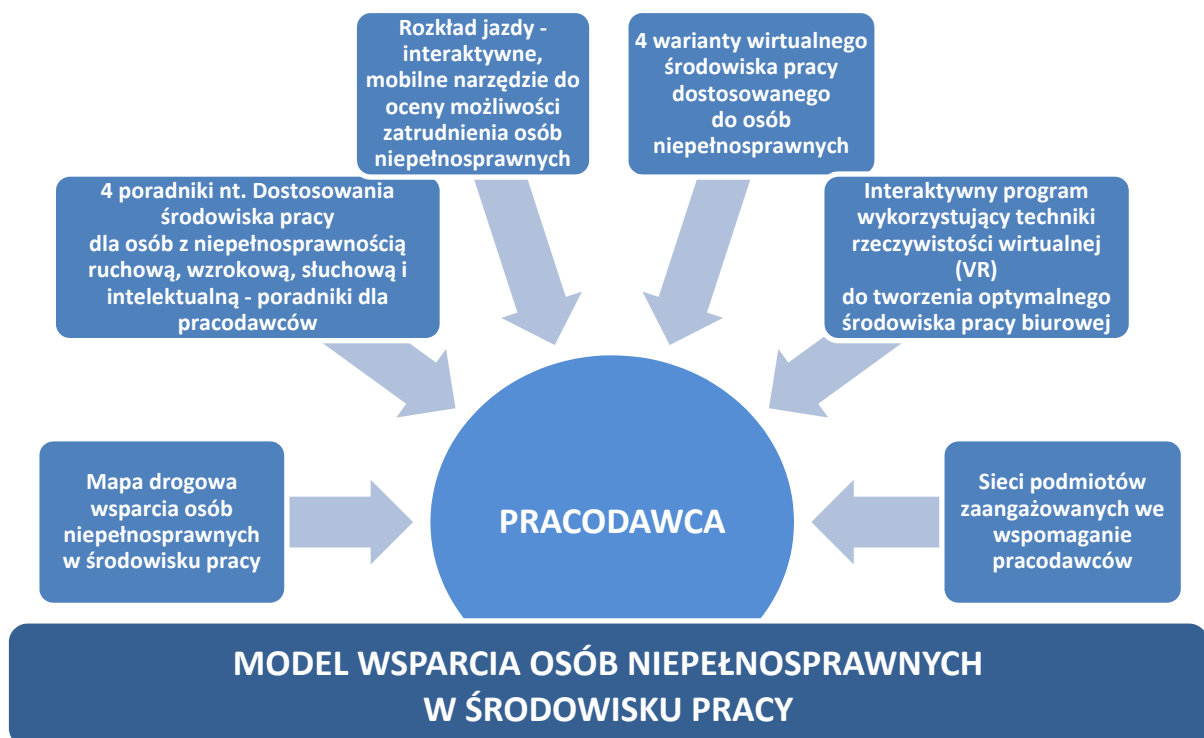 Rozkład jazdy -
interaktywne,
mobilne narzędzie do
oceny możliwości
zatrudnienia osób
niepełnosprawnych
4 warianty wirtualnego
środowiska pracy
dostosowanego
do osób
niepełnosprawnych
4 poradniki nt. Dostosowania
środowiska pracy
dla osób z niepełnosprawnością
ruchową, wzrokową, słuchową i
intelektualną - poradniki dla
pracodawców
Interaktywny program
wykorzystujący techniki
rzeczywistości wirtualnej
(VR)
do tworzenia optymalnego
środowiska pracy biurowej
Mapa drogowa
wsparcia osób
niepełnosprawnych
w środowisku pracy
PRACODAWCA
Sieci podmiotów
zaangażowanych we
wspomaganie
pracodawców
MODEL WSPARCIA OSÓB NIEPEŁNOSPRAWNYCH
W ŚRODOWISKU PRACY